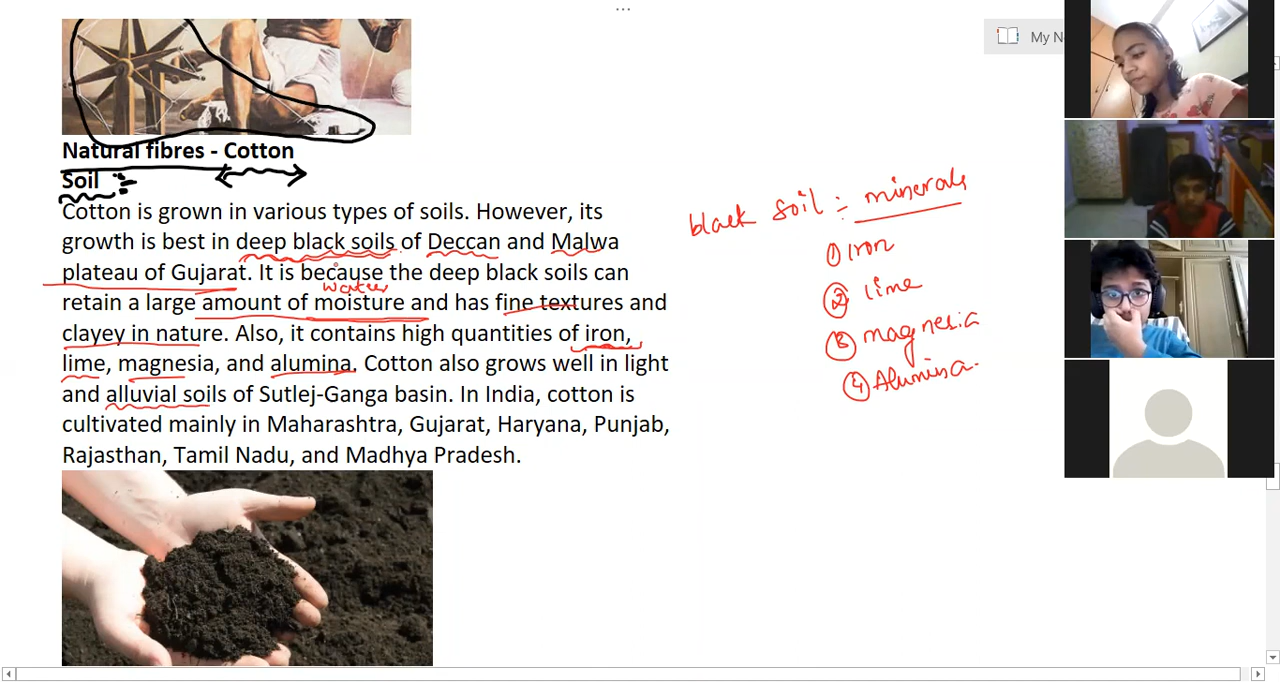 ...
My N
Natural fibres - Cotton
Soil :-
Cotton is grown in various types of soils. However, its
growth is best in deep black soils of Deccan and Malwa
plateau of Gujarat. It is because the deep black soils can
water
retain a large amount of moisture and has fine textures and
clayey in nature. Also, it contains high quantities of iron,
lime, magnesia, and alumina. Cotton also grows well in light
and alluvial soils of Sutlej-Ganga basin. In India, cotton is
cultivated mainly in Maharashtra, Gujarat, Haryana, Punjab,
Rajasthan, Tamil Nadu, and Madhya Pradesh.
black soil :- minerals
① Iron
② lime
③ magnesia
④ Alumina.